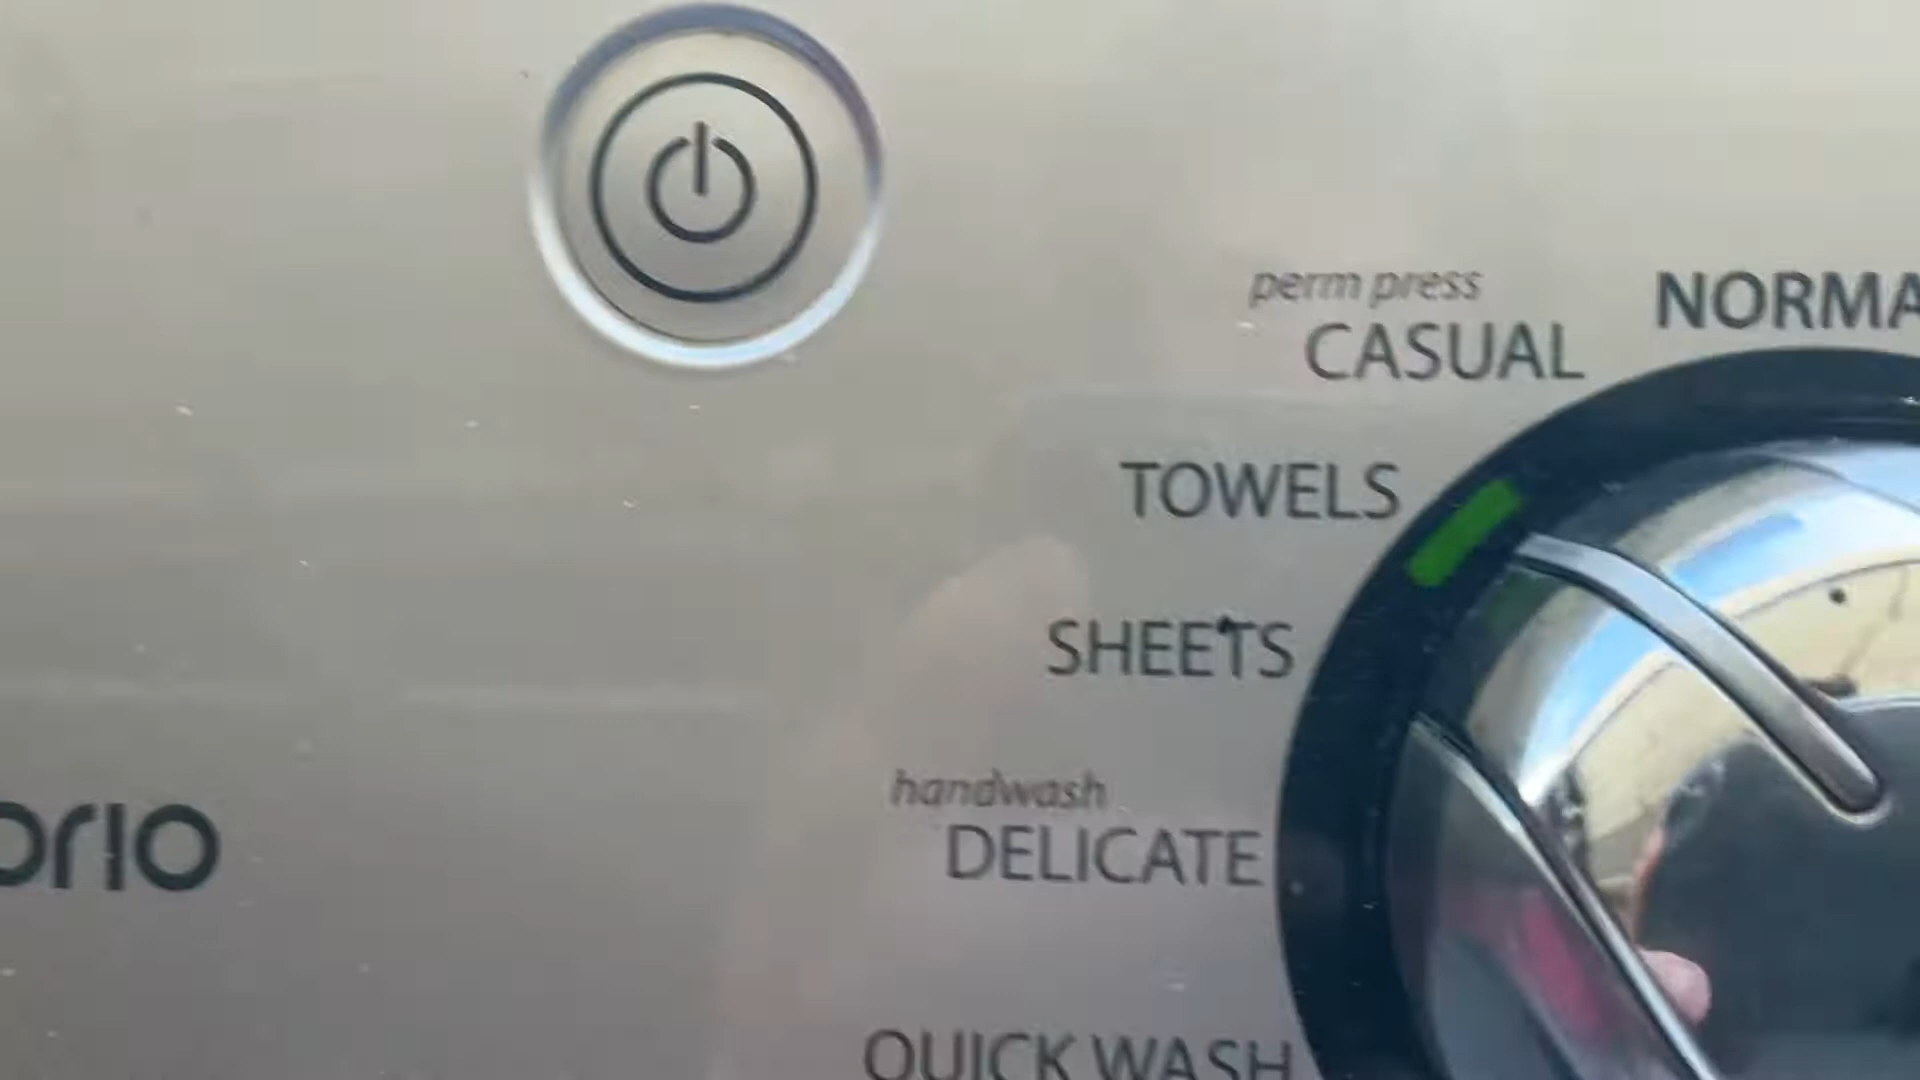 perm press
CASUAL
NORMA
TOWELS
SHEETS
handwash
DELICATE
orio
QUICK WASH